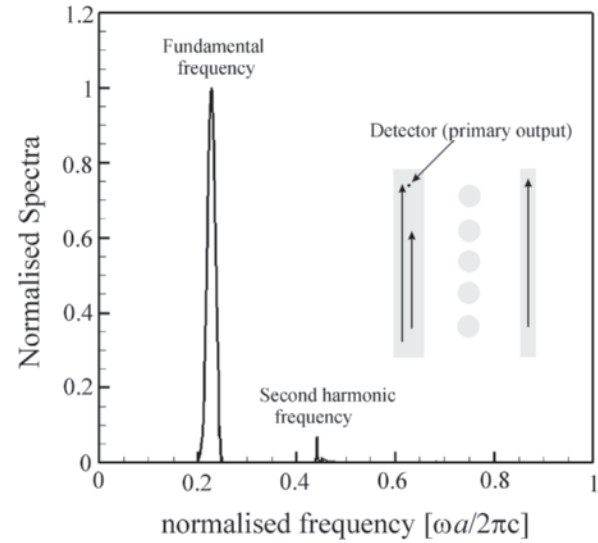 1.2
1
0.8
0.6
0.4
0.2
0
Normalised Spectra
Fundamental
frequency
Detector (primary output)
Second harmonic
frequency
0
0.2
0.4
0.6
0.8
1
normalised frequency [ωa/2πc]